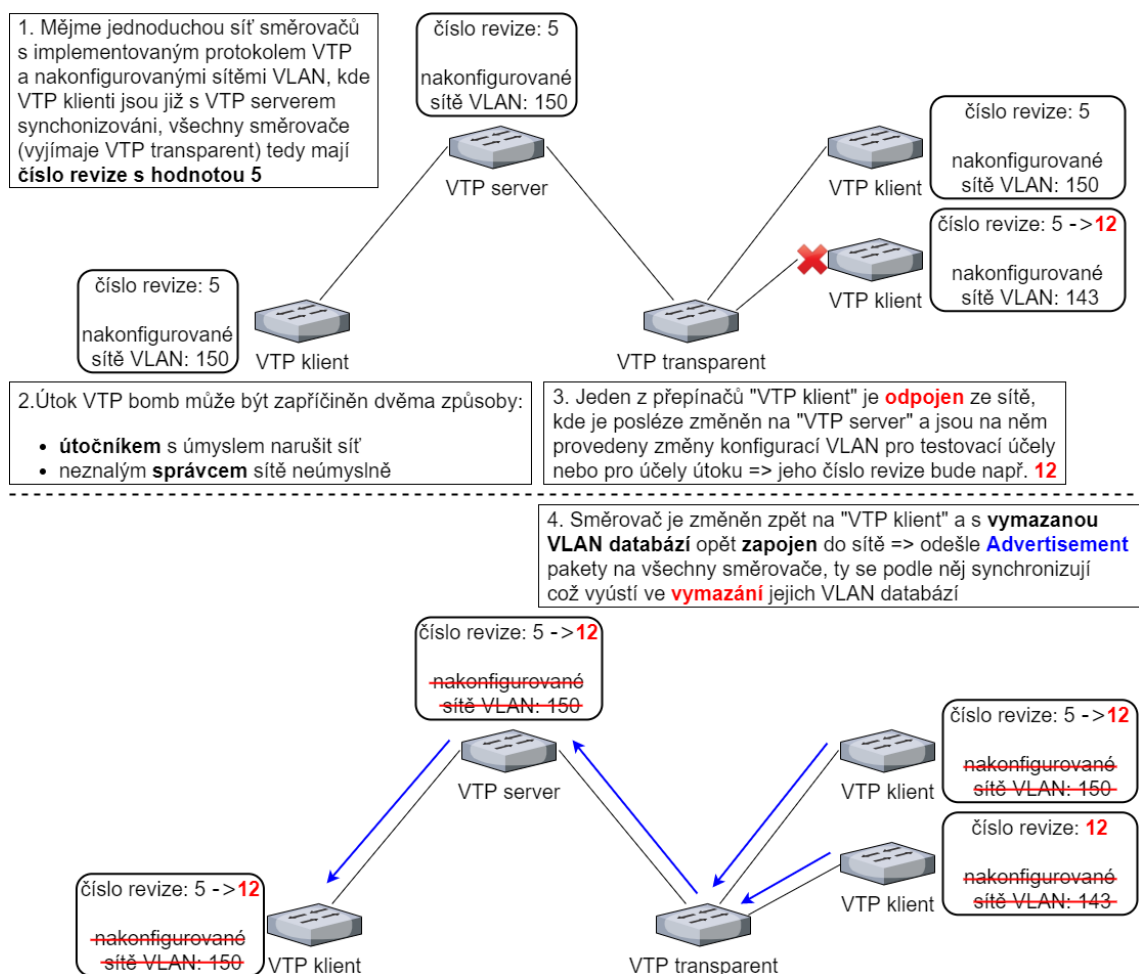 1. Mějme jednoduchou síť směrovačů
s implementovaným protokolem VTP
a nakonfigurovanými sítěmi VLAN, kde
VTP klienti jsou již s VTP serverem
synchonizováni, všechny směrovače
(vyjímaje VTP transparent) tedy mají
číslo revize s hodnotou 5
číslo revize: 5
nakonfigurované
sítě VLAN: 150
VTP server
číslo revize: 5
nakonfigurované
sítě VLAN: 150
VTP klient
číslo revize: 5 ->12
nakonfigurované
sítě VLAN: 143
VTP klient
číslo revize: 5
nakonfigurované
sítě VLAN: 150
VTP klient
VTP transparent
2.Útok VTP bomb může být zapříčiněn dvěma způsoby:
• útočníkem s úmyslem narušit síť
• neznalým správcem sítě neúmyslně
3. Jeden z přepínačů "VTP klient" je odpojen ze sítě,
kde je posléze změněn na "VTP server" a jsou na něm
provedeny změny konfigurací VLAN pro testovací účely
nebo pro účely útoku => jeho číslo revize bude např. 12
4. Směrovač je změněn zpět na "VTP klient" a s vymazanou
VLAN databází opět zapojen do sítě => odešle Advertisement
pakety na všechny směrovače, ty se podle něj synchronizují
což vyústí ve vymazání jejich VLAN databází
číslo revize: 5 ->12
nakonfigurované
sítě VLAN: 150
VTP server
číslo revize: 5 ->12
nakonfigurované
sítě VLAN: 150
VTP klient
číslo revize: 12
nakonfigurované
sítě VLAN: 143
VTP klient
číslo revize: 5 ->12
nakonfigurované
sítě VLAN: 150
VTP klient
VTP transparent